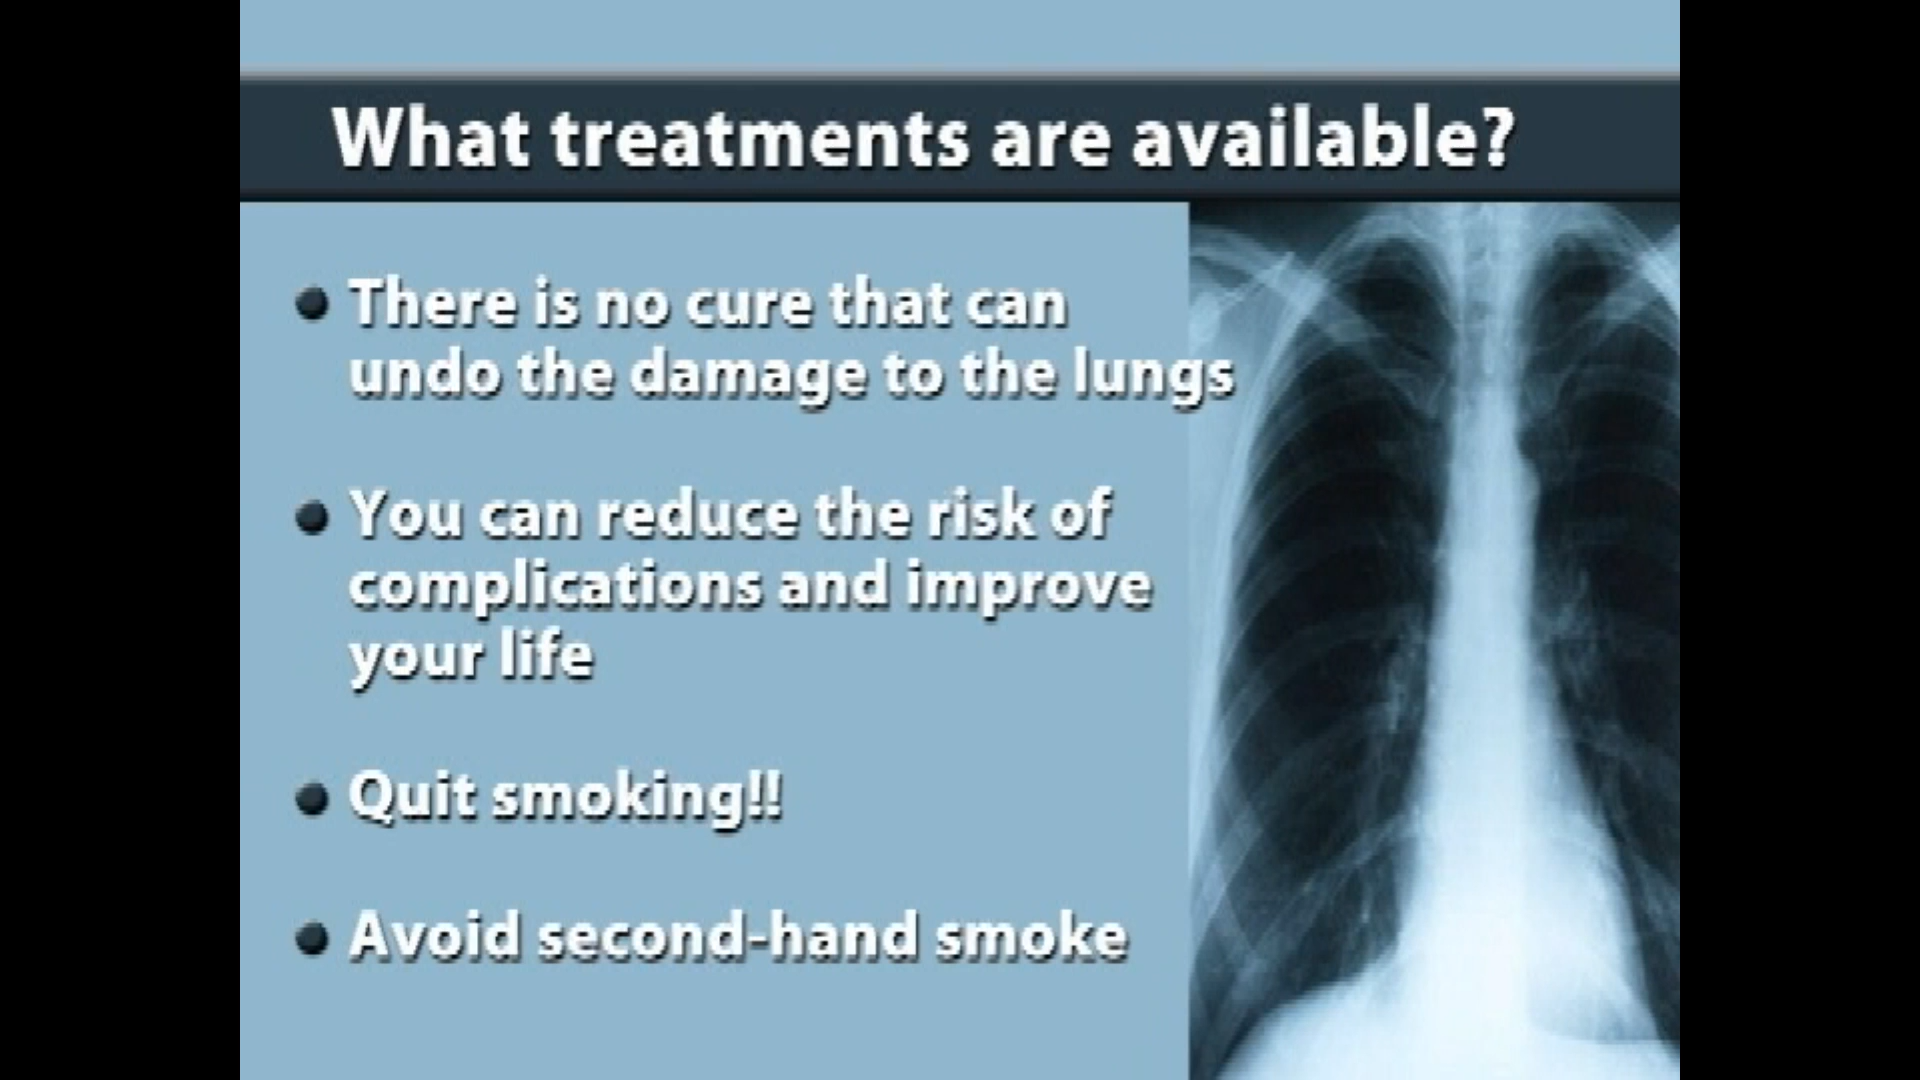 What treatments are available?
There is no cure that can
undo the damage to the lungs
You can reduce the risk of
complications and improve
your life
Quit smoking!!
Avoid second-hand smoke